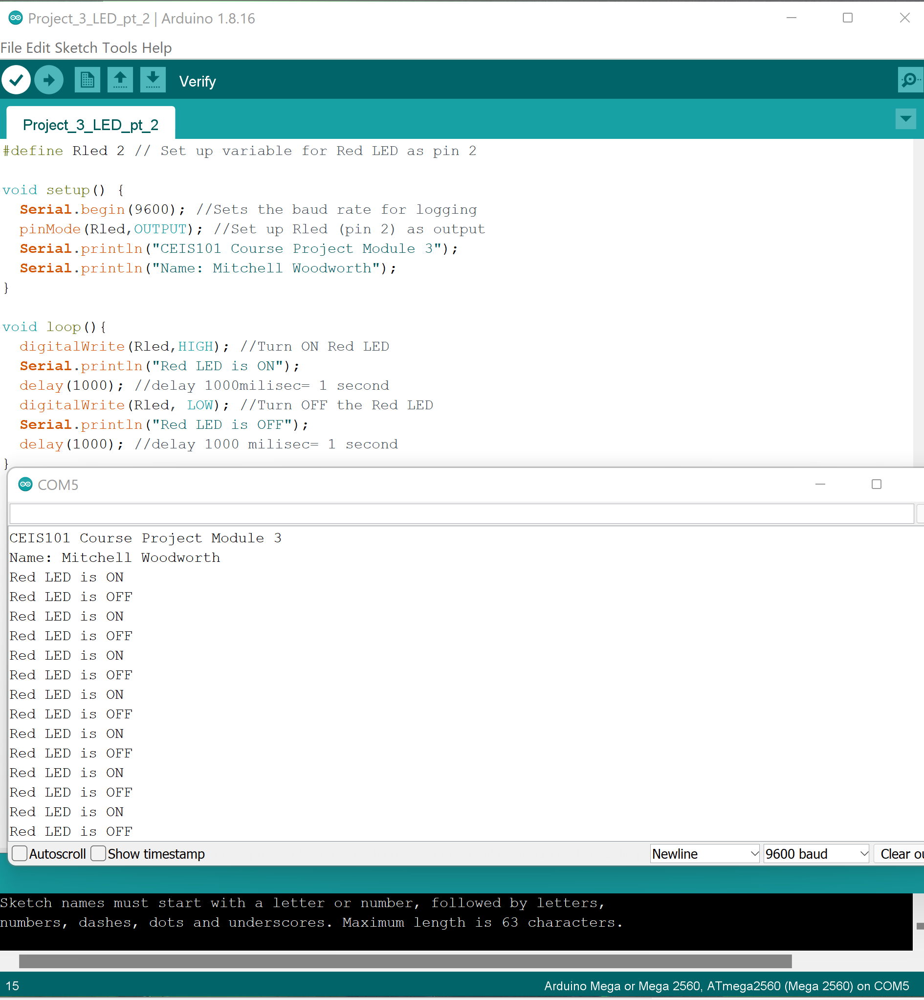 Project_3_LED_pt_2 | Arduino 1.8.16
File Edit Sketch Tools Help
Verify
Project_3_LED_pt_2
#define Rled 2 // Set up variable for Red LED as pin 2
void setup() {
Serial.begin(9600); //Sets the baud rate for logging
pinMode(Rled,OUTPUT); //Set up Rled (pin 2) as output
Serial.println("CEIS101 Course Project Module 3");
Serial.println("Name: Mitchell Woodworth");
}
void loop(){
digitalWrite(Rled,HIGH); //Turn ON Red LED
Serial.println("Red LED is ON");
delay(1000); //delay 1000milisec= 1 second
digitalWrite(Rled, LOW); //Turn OFF the Red LED
Serial.println("Red LED is OFF");
delay(1000); //delay 1000 milisec= 1 second
}
COM5
CEIS101 Course Project Module 3
Name: Mitchell Woodworth
Red LED is ON
Red LED is OFF
Red LED is ON
Red LED is OFF
Red LED is ON
Red LED is OFF
Red LED is ON
Red LED is OFF
Red LED is ON
Red LED is OFF
Red LED is ON
Red LED is OFF
Red LED is ON
Red LED is OFF
Autoscroll Show timestamp Newline 9600 baud Clear ou
Sketch names must start with a letter or number, followed by letters,
numbers, dashes, dots and underscores. Maximum length is 63 characters.
15 Arduino Mega or Mega 2560, ATmega2560 (Mega 2560) on COM5